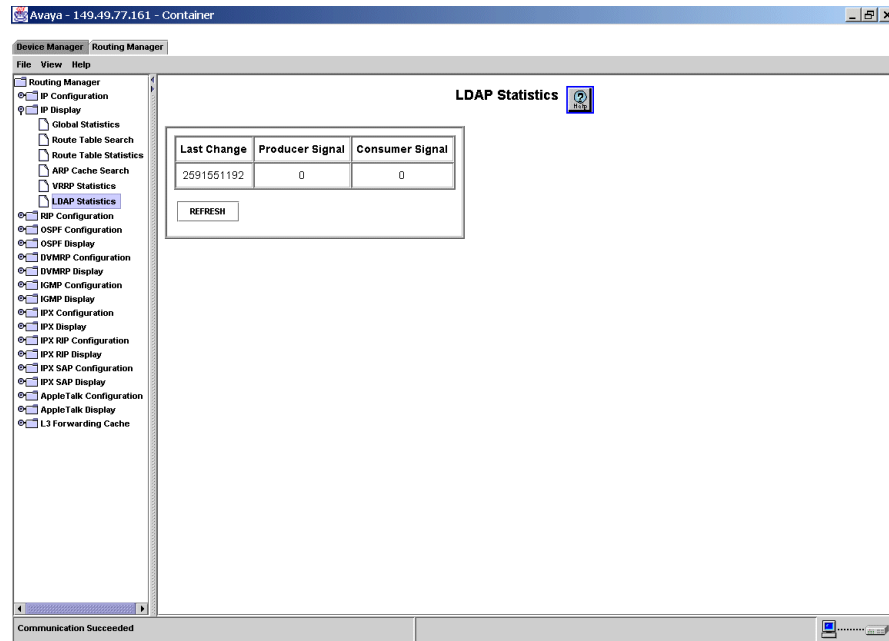 Avaya - 149.49.77.161 - Container
Device Manager Routing Manager
File View Help
Routing Manager
IP Configuration
IP Display
Global Statistics
Route Table Search
Route Table Statistics
ARP Cache Search
VRRP Statistics
LDAP Statistics
RIP Configuration
OSPF Configuration
OSPF Display
DVMRP Configuration
DVMRP Display
IGMP Configuration
IGMP Display
IPX Configuration
IPX Display
IPX RIP Configuration
IPX RIP Display
IPX SAP Configuration
IPX SAP Display
AppleTalk Configuration
AppleTalk Display
L3 Forwarding Cache
LDAP Statistics
Help
Last Change Producer Signal Consumer Signal
2591551192 0 0
REFRESH
Communication Succeeded